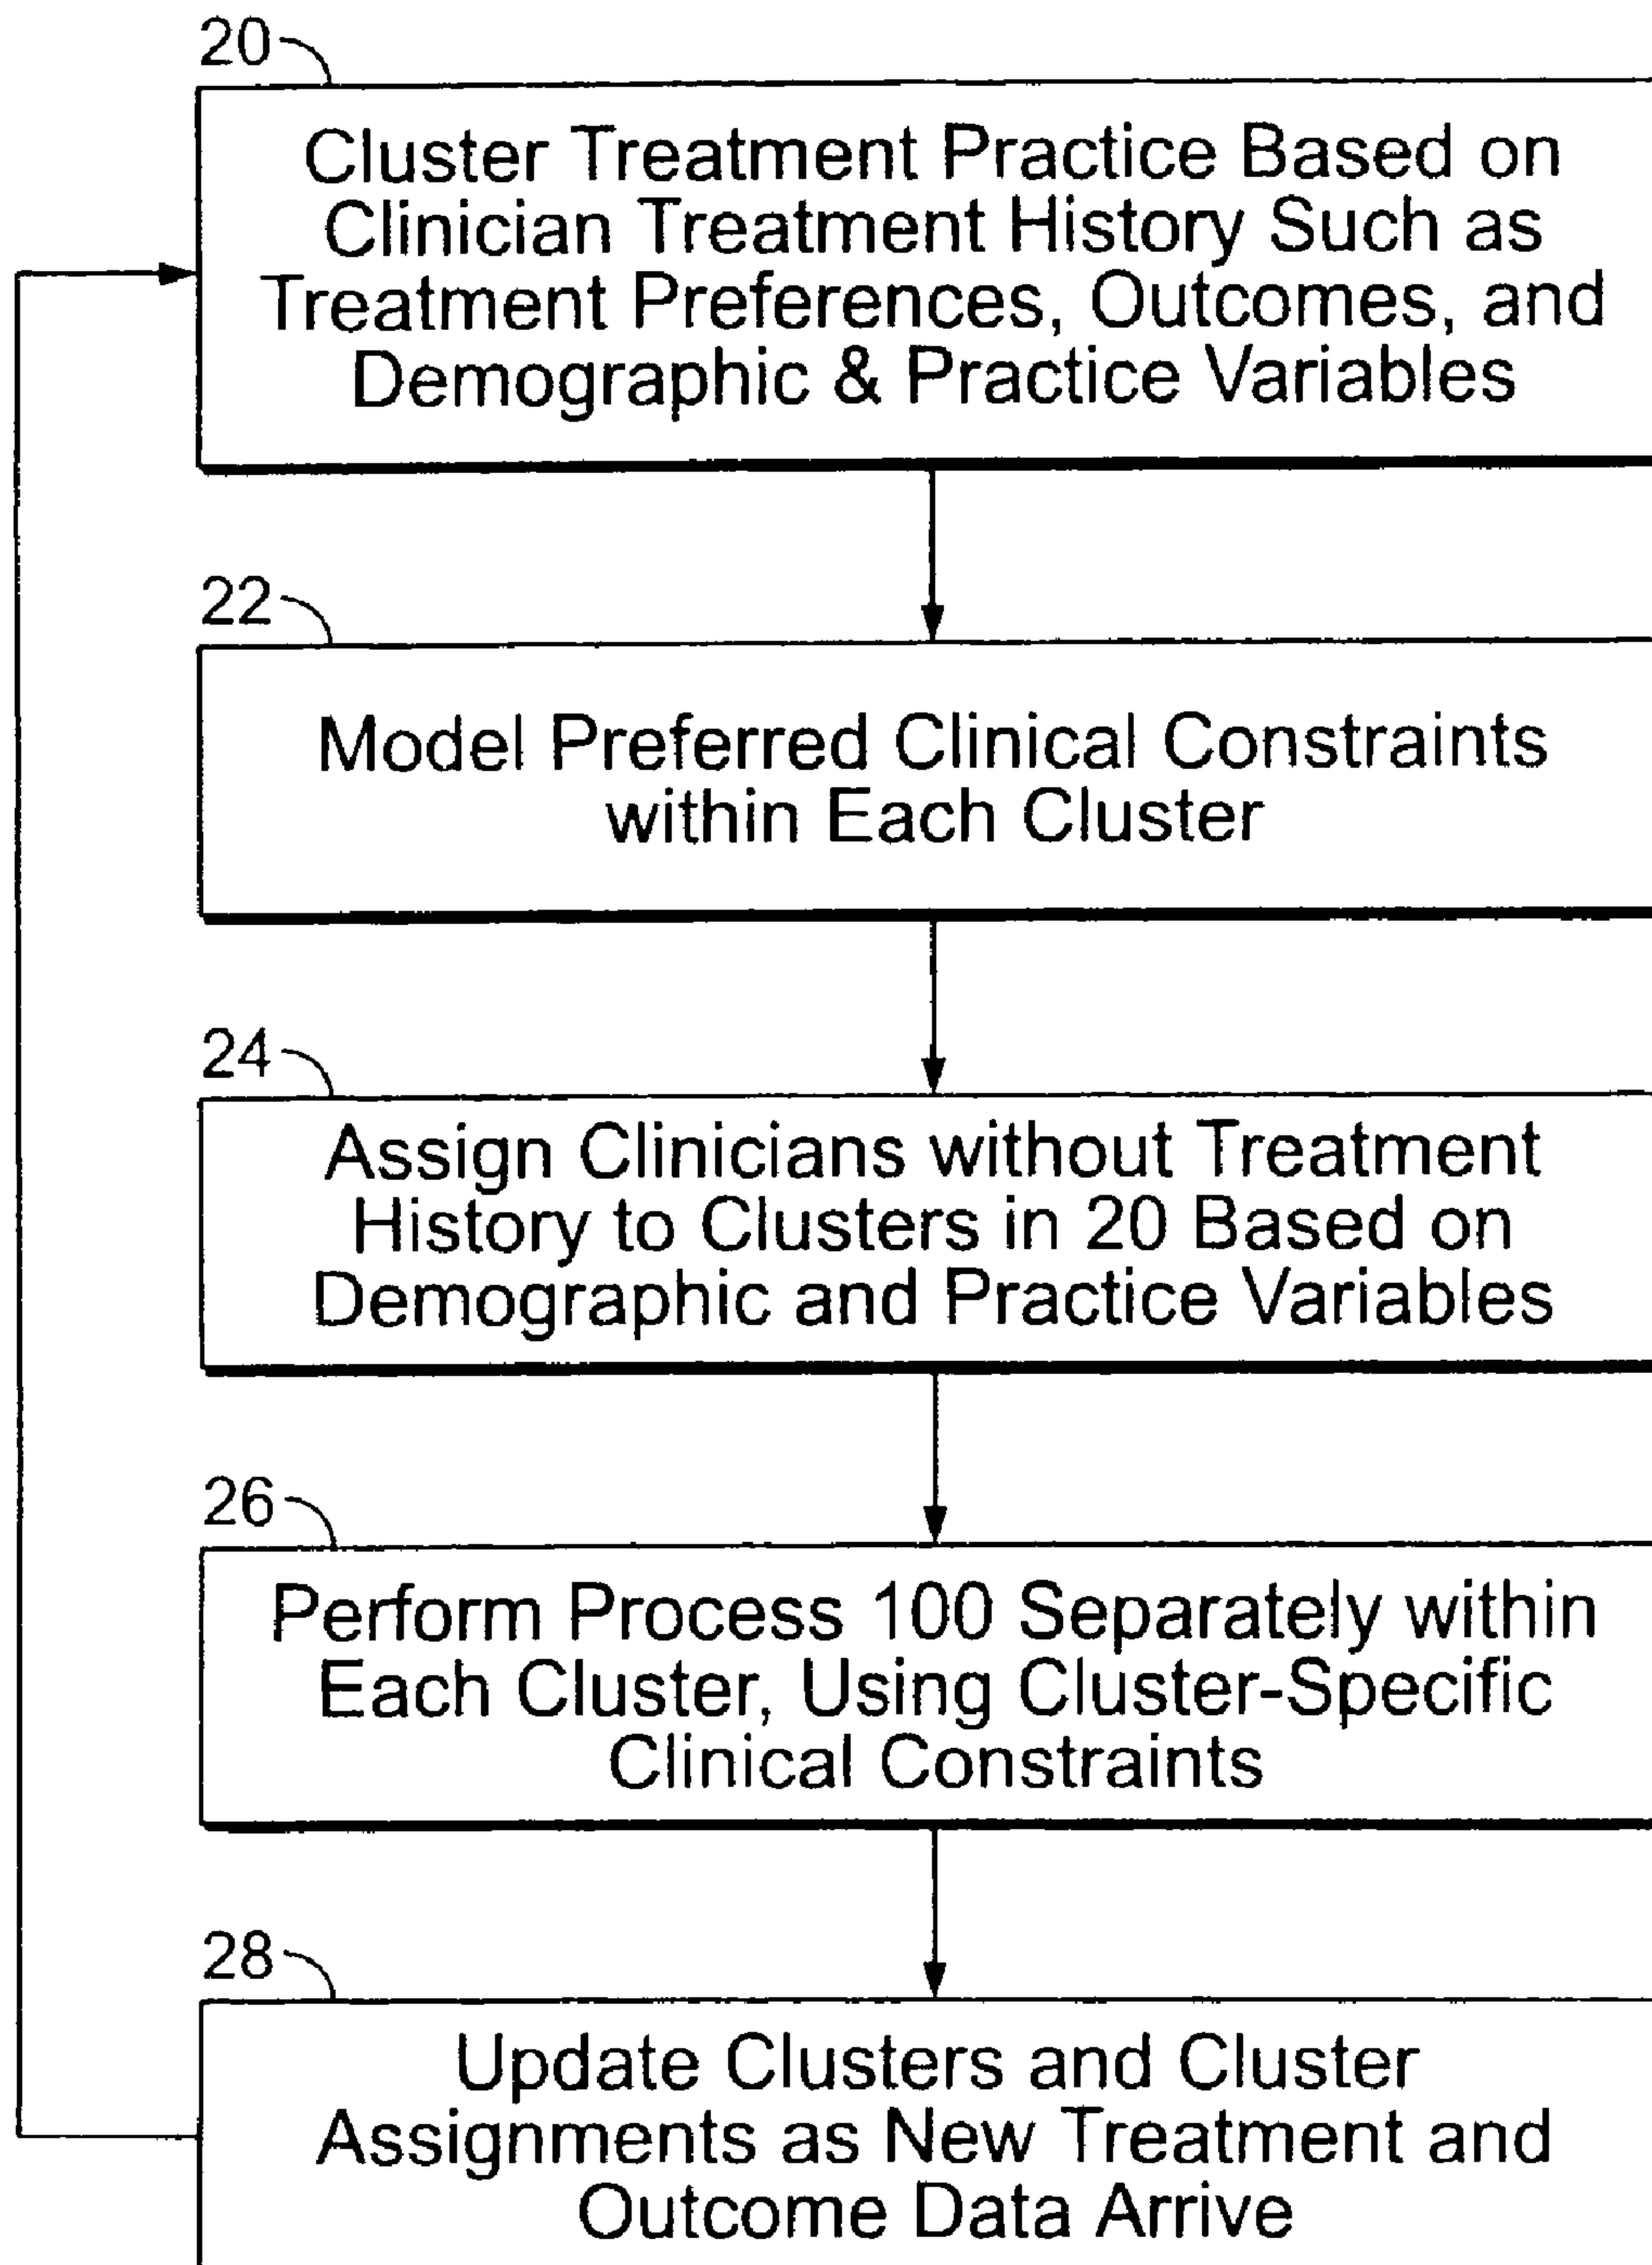 20
Cluster Treatment Practice Based on
Clinician Treatment History Such as
Treatment Preferences, Outcomes, and
Demographic & Practice Variables
22
Model Preferred Clinical Constraints
within Each Cluster
24
Assign Clinicians without Treatment
History to Clusters in 20 Based on
Demographic and Practice Variables
26
Perform Process 100 Separately within
Each Cluster, Using Cluster-Specific
Clinical Constraints
28
Update Clusters and Cluster
Assignments as New Treatment and
Outcome Data Arrive